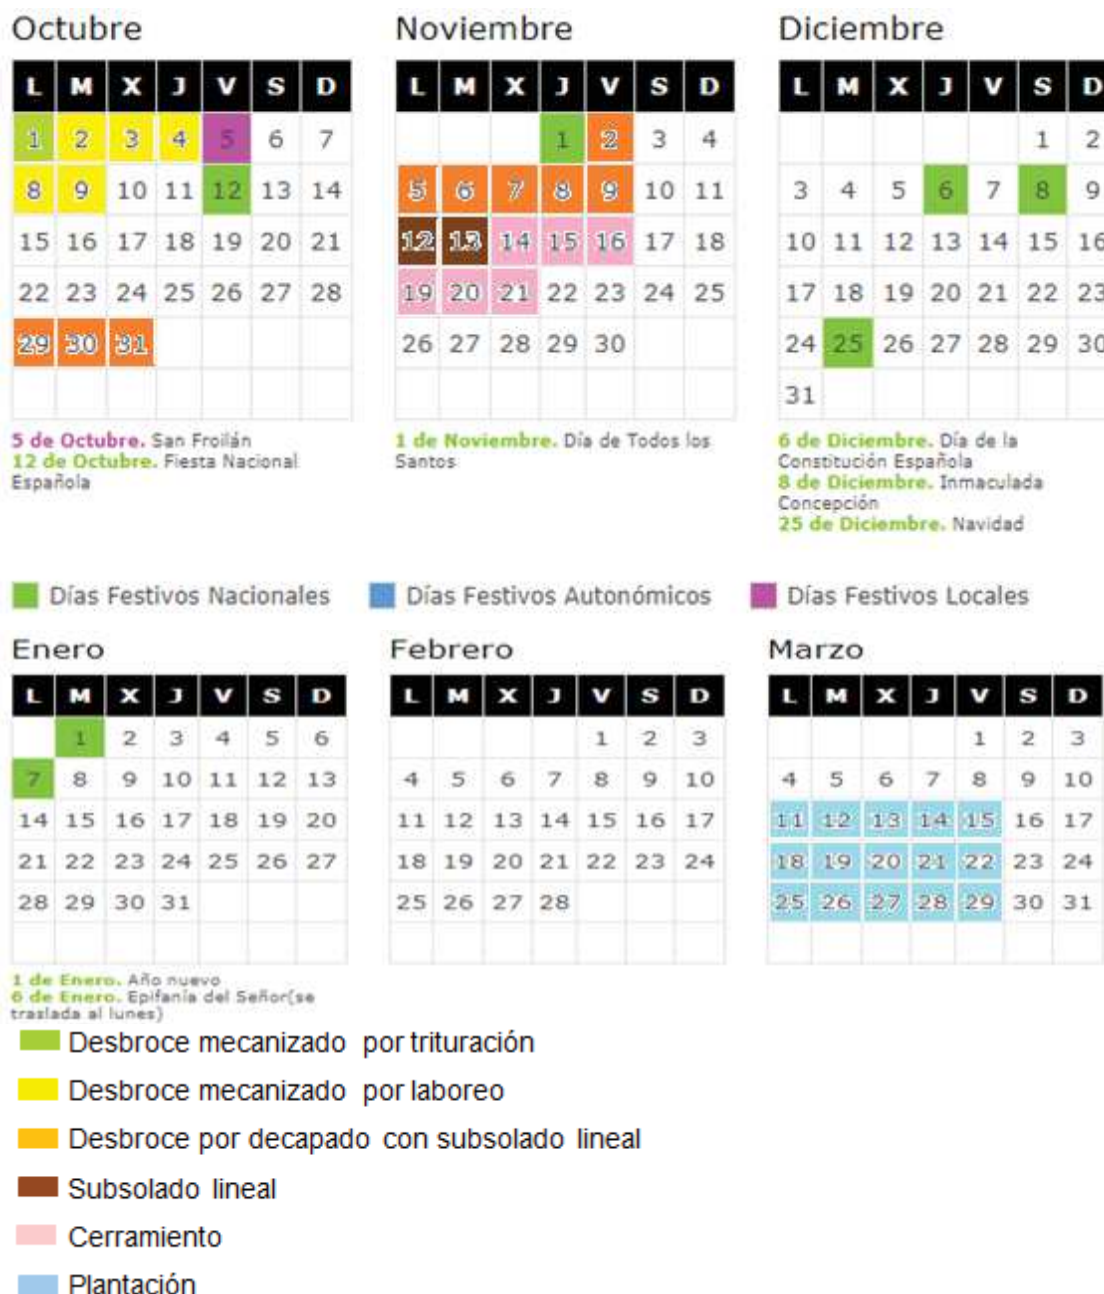 Octubre
L M X J V S D
1 2 3 4 5 6 7
8 9 10 11 12 13 14
15 16 17 18 19 20 21
22 23 24 25 26 27 28
29 30 31
5 de Octubre. San Froilán
12 de Octubre. Fiesta Nacional
Española
Noviembre
L M X J V S D
1 2 3 4
5 6 7 8 9 10 11
12 13 14 15 16 17 18
19 20 21 22 23 24 25
26 27 28 29 30
1 de Noviembre. Día de Todos los
Santos
Diciembre
L M X J V S D
1 2
3 4 5 6 7 8 9
10 11 12 13 14 15 16
17 18 19 20 21 22 23
24 25 26 27 28 29 30
31
6 de Diciembre. Día de la
Constitución Española
8 de Diciembre. Inmaculada
Concepción
25 de Diciembre. Navidad
Días Festivos Nacionales
Días Festivos Autonómicos
Días Festivos Locales
Enero
L M X J V S D
1 2 3 4 5 6
7 8 9 10 11 12 13
14 15 16 17 18 19 20
21 22 23 24 25 26 27
28 29 30 31
1 de Enero. Año nuevo
6 de Enero. Epifanía del Señor(se
traslada al lunes)
Febrero
L M X J V S D
1 2 3
4 5 6 7 8 9 10
11 12 13 14 15 16 17
18 19 20 21 22 23 24
25 26 27 28
Marzo
L M X J V S D
1 2 3
4 5 6 7 8 9 10
11 12 13 14 15 16 17
18 19 20 21 22 23 24
25 26 27 28 29 30 31
Desbroce mecanizado por trituración
Desbroce mecanizado por laboreo
Desbroce por decapado con subsolado lineal
Subsolado lineal
Cerramiento
Plantación